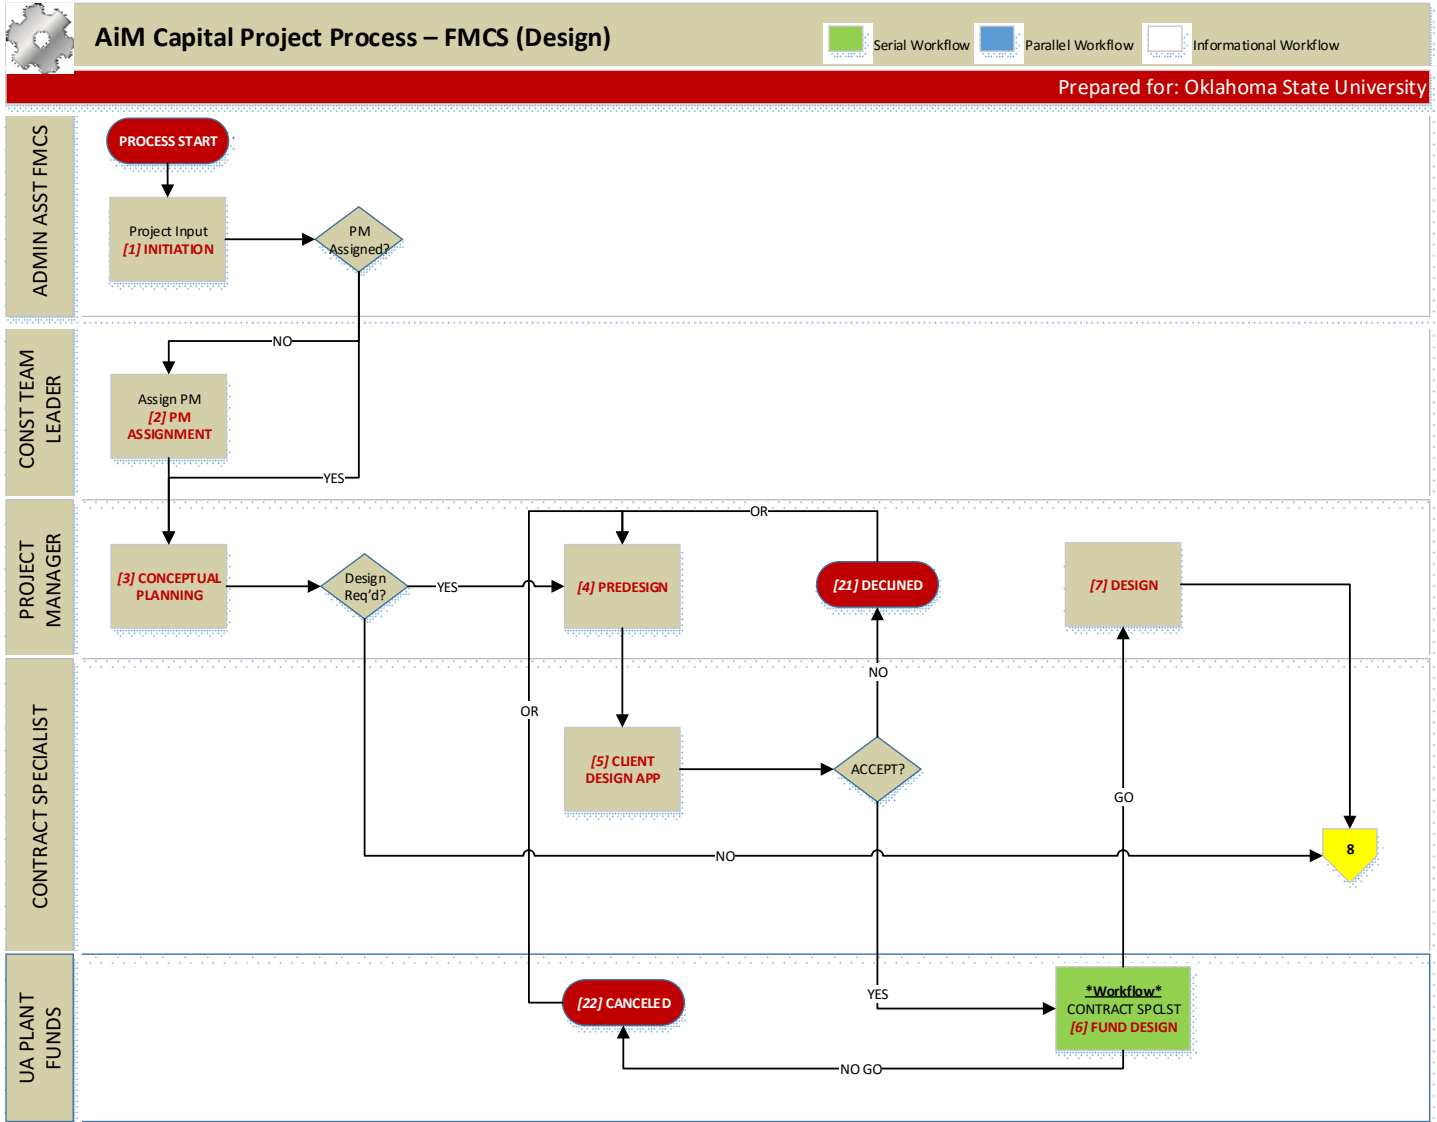 AiM Capital Project Process – FMCS (Design)
Serial Workflow
Parallel Workflow
Informational Workflow
Prepared for: Oklahoma State University
ADMIN ASST FMCS
PROCESS START
Project Input
[1] INITIATION
PM
Assigned?
CONST TEAM
LEADER
NO
Assign PM
[2] PM
ASSIGNMENT
YES
PROJECT
MANAGER
OR
[3] CONCEPTUAL
PLANNING
Design
Req'd?
YES
[4] PREDESIGN
[21] DECLINED
[7] DESIGN
CONTRACT SPECIALIST
NO
OR
[5] CLIENT
DESIGN APP
ACCEPT?
GO
NO
8
UA PLANT
FUNDS
[22] CANCELED
YES
*Workflow*
CONTRACT SPCLST
[6] FUND DESIGN
NO GO